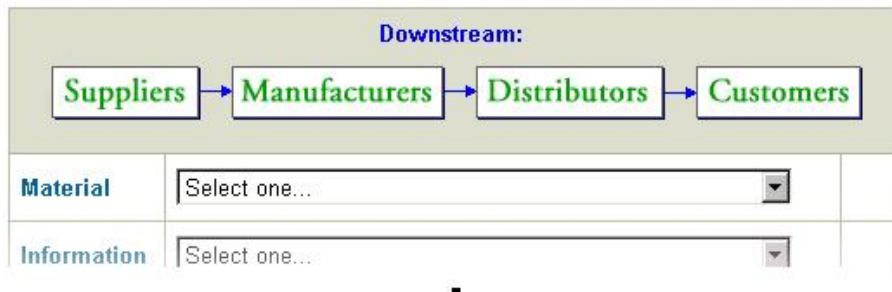 Downstream:
Suppliers Manufacturers Distributors Customers
Material Select one...
Information Select one...